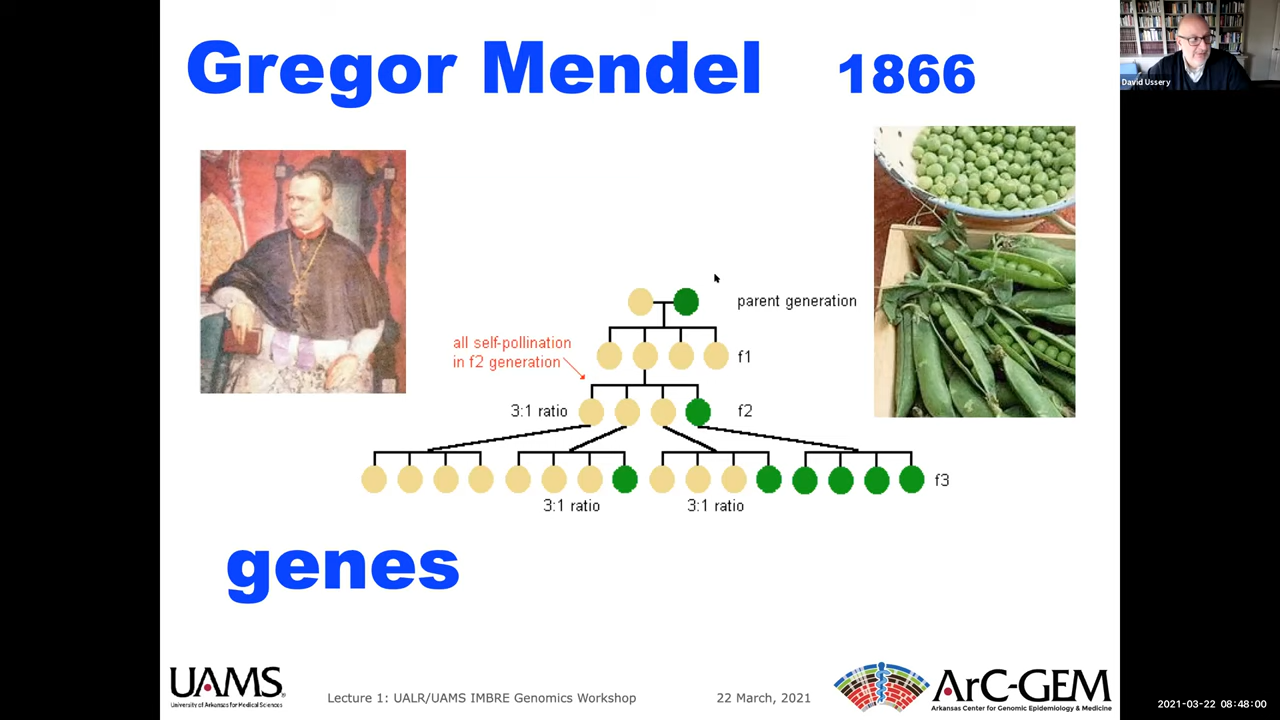 Gregor Mendel 1866
David Ussery
parent generation
all self-pollination
in f2 generation
f1
3:1 ratio
f2
f3
3:1 ratio
3:1 ratio
genes
UAMS
University of Arkansas for Medical Sciences
Lecture 1: UALR/UAMS IMBRE Genomics Workshop
22 March, 2021
ArC-GEM
Arkansas Center for Genomic Epidemiology & Medicine
2021-03-22 08:48:00